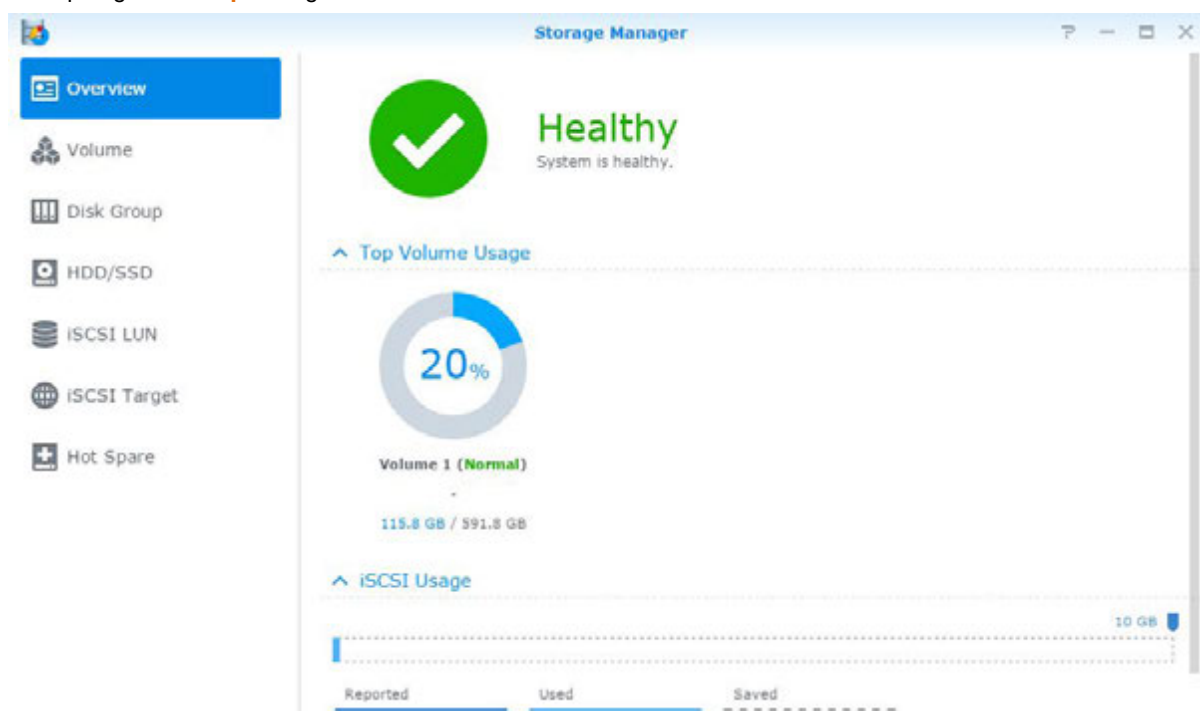 Storage Manager
Overview
Volume
Disk Group
HDD/SSD
iSCSI LUN
iSCSI Target
Hot Spare
Healthy
System is healthy.
Top Volume Usage
20%
Volume 1 (Normal)
-
115.8 GB / 591.8 GB
iSCSI Usage
10 GB
Reported Used Saved